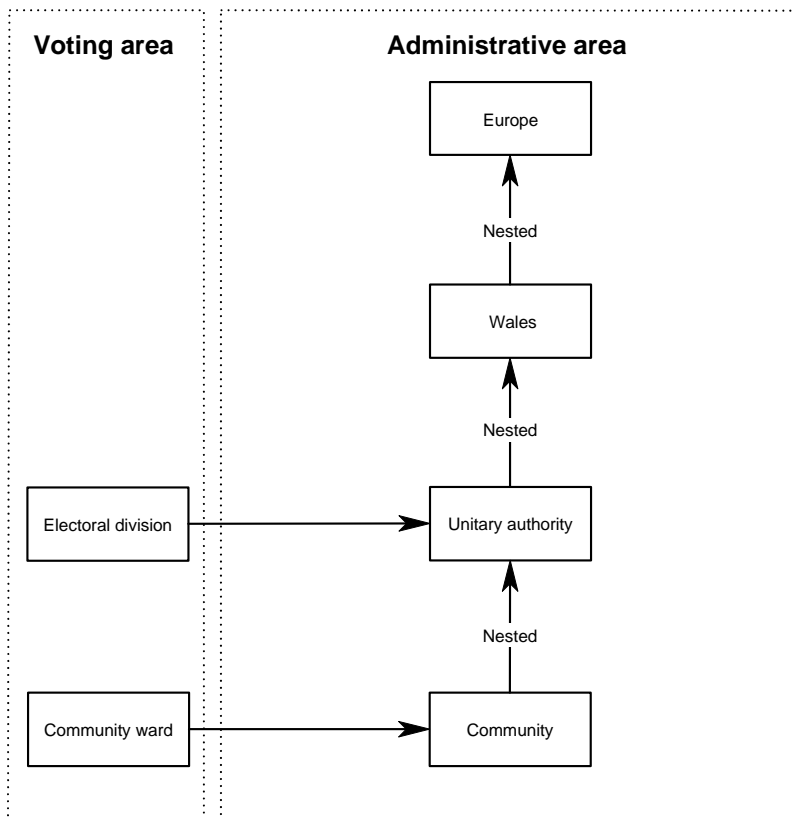 Voting area
Administrative area
Europe
Nested
Wales
Nested
Electoral division
Unitary authority
Nested
Community ward
Community